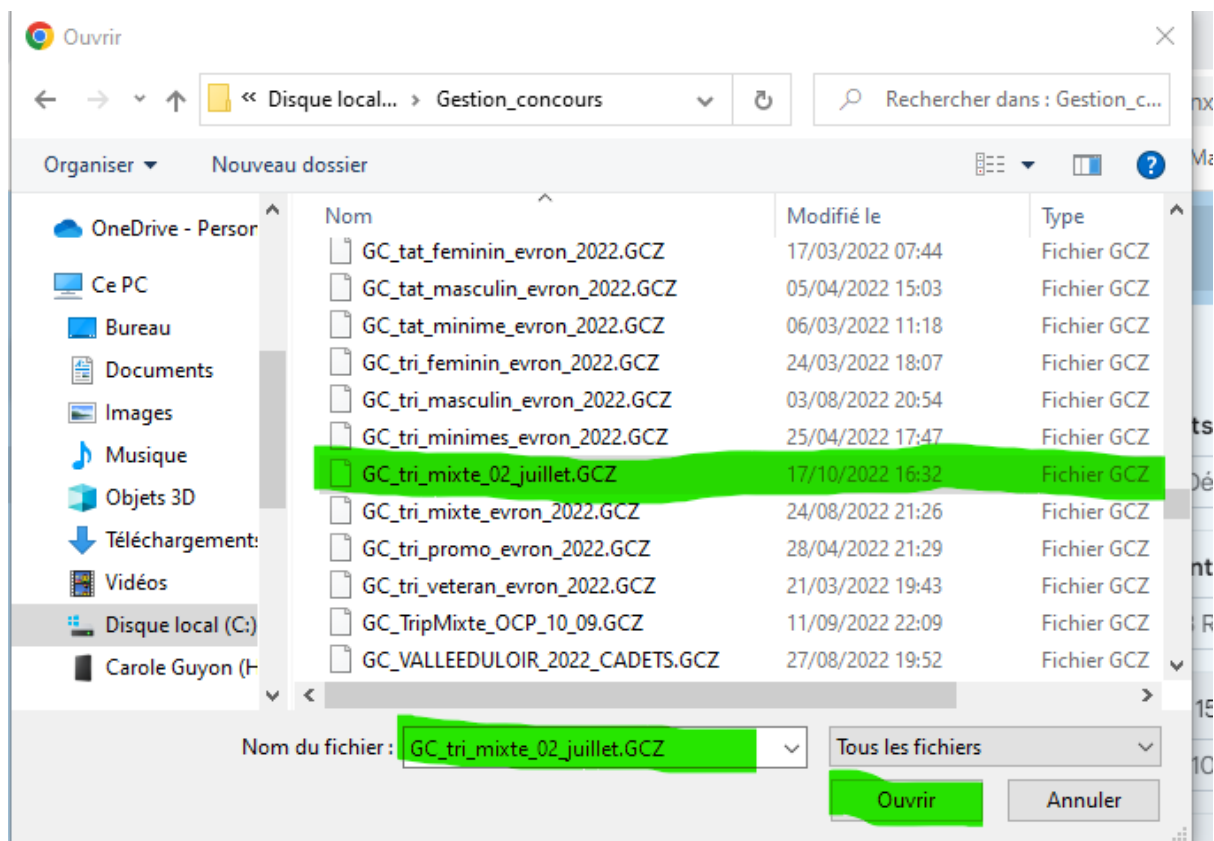 Ouvrir
« Disque local... › Gestion_concours
Rechercher dans : Gestion_c...
Organiser
Nouveau dossier
OneDrive - Person
Ce PC
Bureau
Documents
Images
Musique
Objets 3D
Téléchargements
Vidéos
Disque local (C:)
Carole Guyon (H
Nom Modifié le Type
GC_tat_feminin_evron_2022.GCZ 17/03/2022 07:44 Fichier GCZ
GC_tat_masculin_evron_2022.GCZ 05/04/2022 15:03 Fichier GCZ
GC_tat_minime_evron_2022.GCZ 06/03/2022 11:18 Fichier GCZ
GC_tri_feminin_evron_2022.GCZ 24/03/2022 18:07 Fichier GCZ
GC_tri_masculin_evron_2022.GCZ 03/08/2022 20:54 Fichier GCZ
GC_tri_minimes_evron_2022.GCZ 25/04/2022 17:47 Fichier GCZ
GC_tri_mixte_02_juillet.GCZ 17/10/2022 16:32 Fichier GCZ
GC_tri_mixte_evron_2022.GCZ 24/08/2022 21:26 Fichier GCZ
GC_tri_promo_evron_2022.GCZ 28/04/2022 21:29 Fichier GCZ
GC_tri_veteran_evron_2022.GCZ 21/03/2022 19:43 Fichier GCZ
GC_TripMixte_OCP_10_09.GCZ 11/09/2022 22:09 Fichier GCZ
GC_VALLEEDULOIR_2022_CADETS.GCZ 27/08/2022 19:52 Fichier GCZ
Nom du fichier : GC_tri_mixte_02_juillet.GCZ
Tous les fichiers
Ouvrir
Annuler